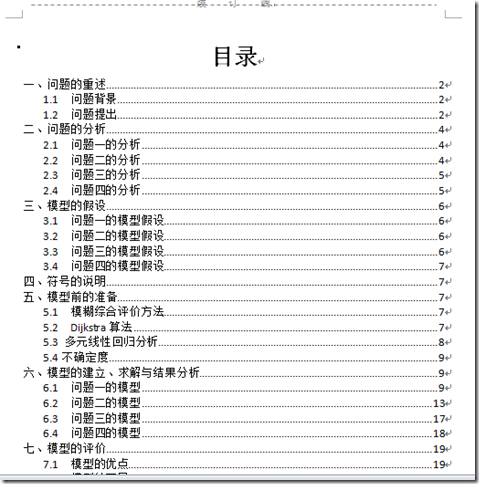 装 订 线
目录
一、问题的重述 2
1.1 问题背景 2
1.2 问题提出 2
二、问题的分析 4
2.1 问题一的分析 4
2.2 问题二的分析 4
2.3 问题三的分析 5
2.4 问题四的分析 5
三、模型的假设 6
3.1 问题一的模型假设 6
3.2 问题二的模型假设 6
3.3 问题三的模型假设 6
3.4 问题四的模型假设 7
四、符号的说明 7
五、模型前的准备 7
5.1 模糊综合评价方法 7
5.2 Dijkstra 算法 7
5.3 多元线性回归分析 8
5.4 不确定度 9
六、模型的建立、求解与结果分析 9
6.1 问题一的模型 9
6.2 问题二的模型 13
6.3 问题三的模型 17
6.4 问题四的模型 18
七、模型的评价 19
7.1 模型的优点 19